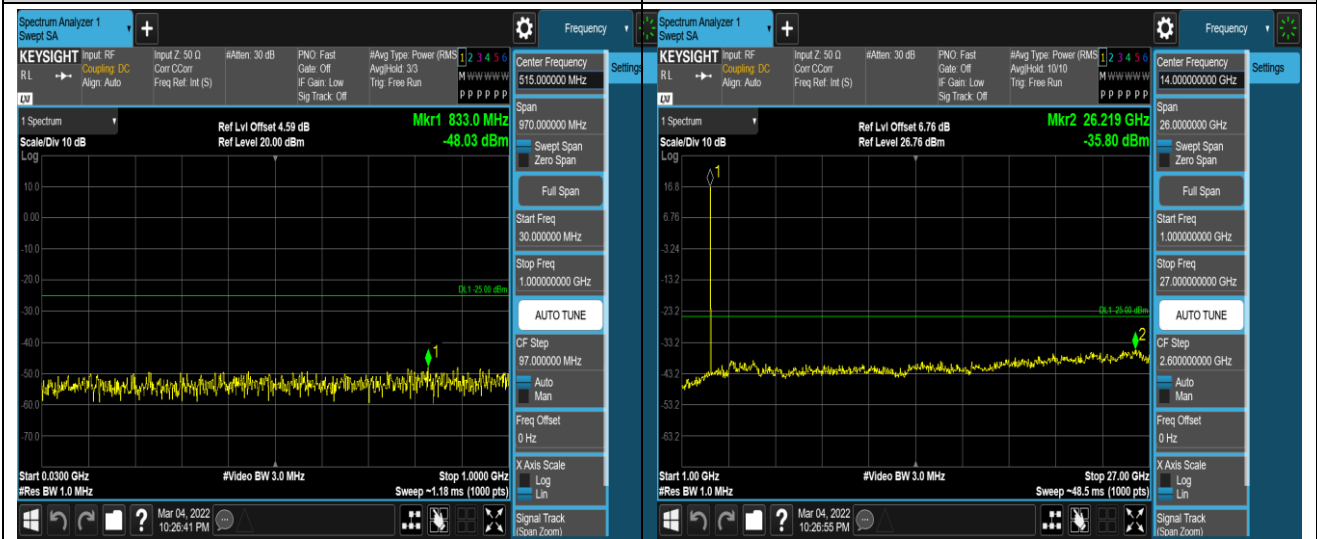 Spectrum Analyzer 1
Swept SA
+
Frequency
KEYSIGHT
Input: RF
Input Z: 50 Ω
#Atten: 30 dB
PNO: Fast
#Avg Type: Power (RMS
1 2 3 4 5 6
RL
Coupling: DC
Corr CCorr
Gate: Off
Avg|Hold: 3/3
M W W W W W
Align: Auto
Freq Ref: Int (S)
IF Gain: Low
Trig: Free Run
Sig Track: Off
P P P P P P
LXI
Center Frequency
515.000000 MHz
Settings
Span
970.000000 MHz
Swept Span
Zero Span
Full Span
Start Freq
30.000000 MHz
Stop Freq
1.000000000 GHz
AUTO TUNE
CF Step
97.000000 MHz
Auto
Man
Freq Offset
0 Hz
X Axis Scale
Log
Lin
Signal Track
(Span Zoom)
1 Spectrum
Ref Lvl Offset 4.59 dB
Mkr1 833.0 MHz
Scale/Div 10 dB
Ref Level 20.00 dBm
-48.03 dBm
Log
10.0
0.00
-10.0
-20.0
DL1 -25.00 dBm
-30.0
-40.0
1
-50.0
-60.0
-70.0
Start 0.0300 GHz
#Video BW 3.0 MHz
Stop 1.0000 GHz
#Res BW 1.0 MHz
Sweep ~1.18 ms (1000 pts)
?
Mar 04, 2022
10:26:41 PM
Spectrum Analyzer 1
Swept SA
+
Frequency
KEYSIGHT
Input: RF
Input Z: 50 Ω
#Atten: 30 dB
PNO: Fast
#Avg Type: Power (RMS
1 2 3 4 5 6
RL
Coupling: DC
Corr CCorr
Gate: Off
Avg|Hold: 10/10
M W W W W W
Align: Auto
Freq Ref: Int (S)
IF Gain: Low
Trig: Free Run
Sig Track: Off
P P P P P P
LXI
Center Frequency
14.000000000 GHz
Settings
Span
26.0000000 GHz
Swept Span
Zero Span
Full Span
Start Freq
1.000000000 GHz
Stop Freq
27.000000000 GHz
AUTO TUNE
CF Step
2.600000000 GHz
Auto
Man
Freq Offset
0 Hz
X Axis Scale
Log
Lin
Signal Track
(Span Zoom)
1 Spectrum
Ref Lvl Offset 6.76 dB
Mkr2 26.219 GHz
Scale/Div 10 dB
Ref Level 26.76 dBm
-35.80 dBm
Log
1
16.8
6.76
-3.24
-13.2
-23.2
DL1 -25.00 dBm
-33.2
2
-43.2
-53.2
-63.2
Start 1.00 GHz
#Video BW 3.0 MHz
Stop 27.00 GHz
#Res BW 1.0 MHz
Sweep ~48.5 ms (1000 pts)
?
Mar 04, 2022
10:26:55 PM